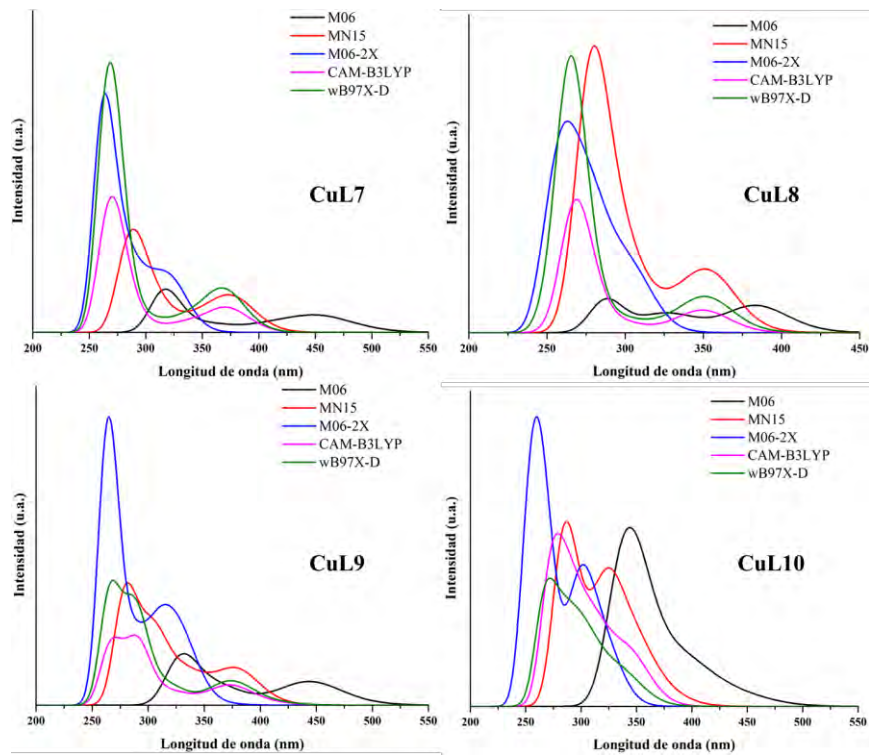 M06
MN15
M06-2X
CAM-B3LYP
wB97X-D
CuL7
Intensidad (u.a.)
200 250 300 350 400 450 500 550
Longitud de onda (nm)
M06
MN15
M06-2X
CAM-B3LYP
wB97X-D
CuL8
Intensidad (u.a.)
200 250 300 350 400 450
Longitud de onda (nm)
M06
MN15
M06-2X
CAM-B3LYP
wB97X-D
CuL9
Intensidad (u.a.)
200 250 300 350 400 450 500 550
Longitud de onda (nm)
M06
MN15
M06-2X
CAM-B3LYP
wB97X-D
CuL10
Intensidad (u.a.)
200 250 300 350 400 450 500 550
Longitud de onda (nm)